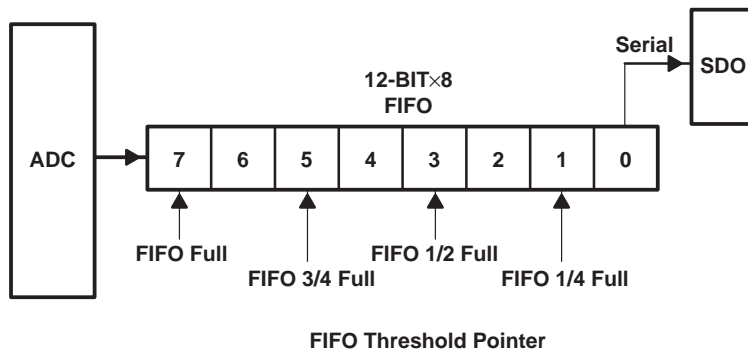 Serial
SDO
12-BIT×8
FIFO
ADC
7 6 5 4 3 2 1 0
FIFO Full
FIFO 1/2 Full
FIFO 3/4 Full
FIFO 1/4 Full
FIFO Threshold Pointer